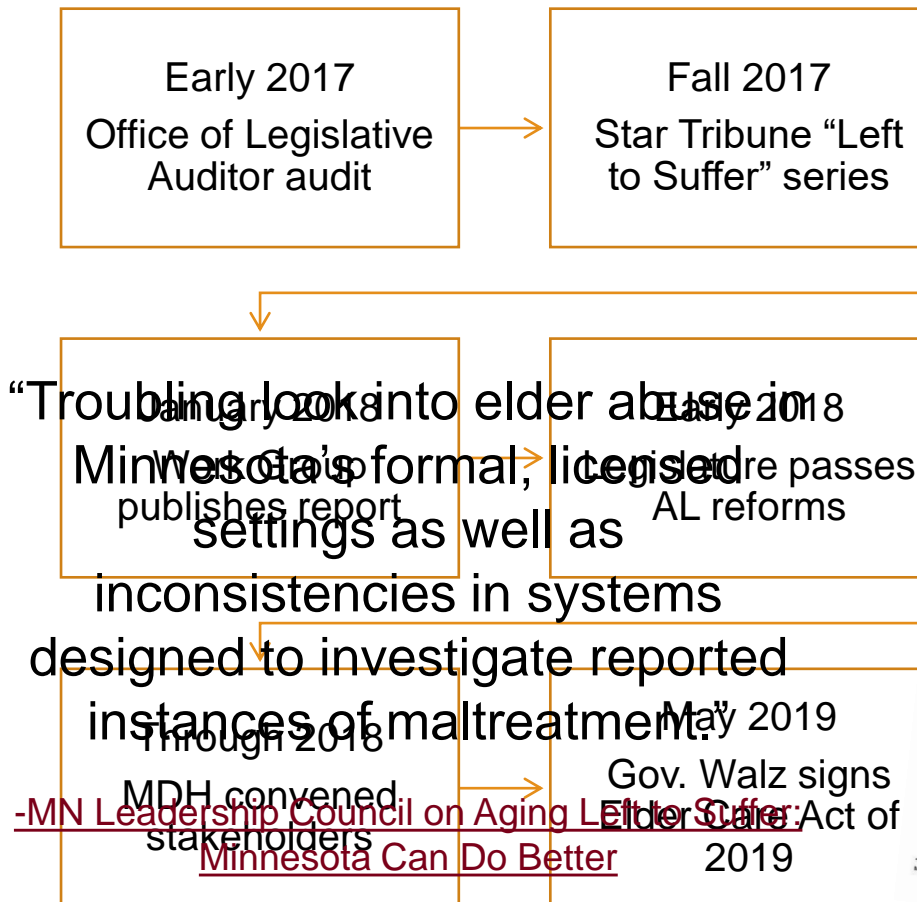 Early 2017
Office of Legislative
Auditor audit
Fall 2017
Star Tribune “Left
to Suffer” series
January 2018
Work Group
publishes report
Early 2018
Legislature passes
AL reforms
“Troubling look into elder abuse in
Minnesota’s formal, licensed
settings as well as
inconsistencies in systems
designed to investigate reported
instances of maltreatment.”
-MN Leadership Council on Aging Left to Suffer:
Minnesota Can Do Better
Through 2018
MDH convened
stakeholders
May 2019
Gov. Walz signs
Elder Care Act of
2019